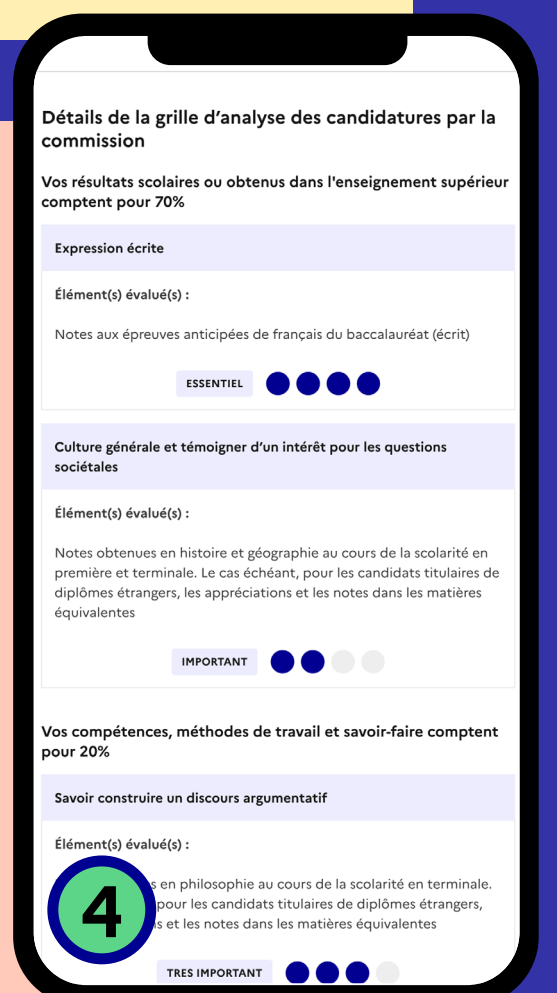 Détails de la grille d'analyse des candidatures par la
commission
Vos résultats scolaires ou obtenus dans l'enseignement supérieur
comptent pour 70%
Expression écrite
Élément(s) évalué(s) :
Notes aux épreuves anticipées de français du baccalauréat (écrit)
ESSENTIEL
Culture générale et témoigner d'un intérêt pour les questions
sociétales
Élément(s) évalué(s) :
Notes obtenues en histoire et géographie au cours de la scolarité en
première et terminale. Le cas échéant, pour les candidats titulaires de
diplômes étrangers, les appréciations et les notes dans les matières
équivalentes
IMPORTANT
Vos compétences, méthodes de travail et savoir-faire comptent
pour 20%
Savoir construire un discours argumentatif
Élément(s) évalué(s) :
en philosophie au cours de la scolarité en terminale.
pour les candidats titulaires de diplômes étrangers,
et les notes dans les matières équivalentes
4
TRES IMPORTANT